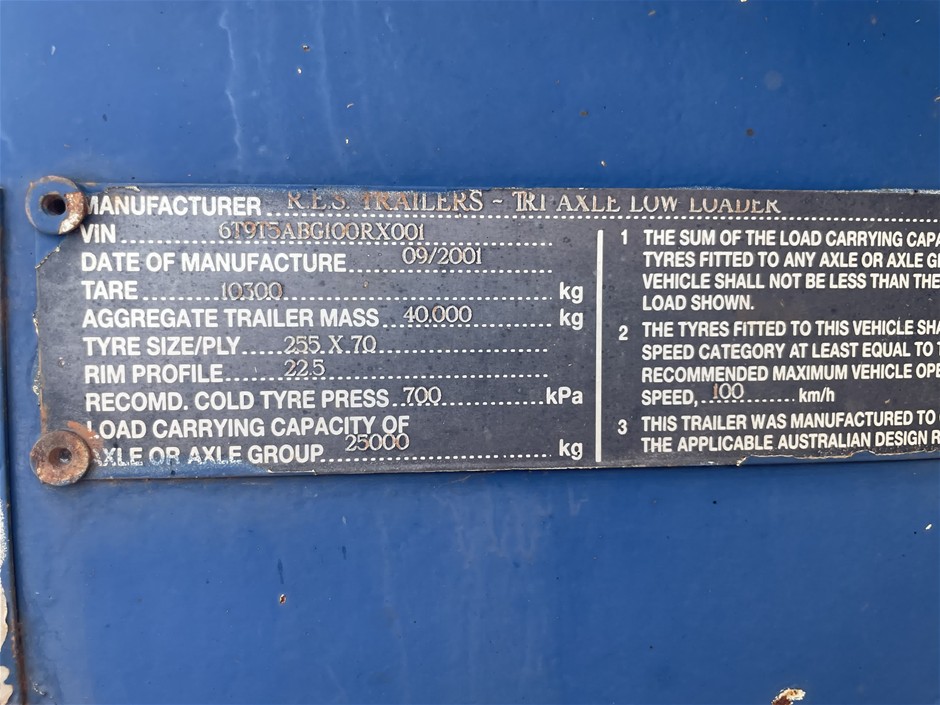 MANUFACTURER R.E.S. TRAILERS - TRI AXLE LOW LOADER
VIN 6T9T5ABG100RX001
DATE OF MANUFACTURE 09/2001
TARE 10300 kg
AGGREGATE TRAILER MASS 40,000 kg
TYRE SIZE/PLY 255 X 70
RIM PROFILE 22.5
RECOMD. COLD TYRE PRESS 700 kPa
LOAD CARRYING CAPACITY OF
AXLE OR AXLE GROUP 25000 kg
1 THE SUM OF THE LOAD CARRYING CAPA
TYRES FITTED TO ANY AXLE OR AXLE G
VEHICLE SHALL NOT BE LESS THAN THE
LOAD SHOWN.
2 THE TYRES FITTED TO THIS VEHICLE SHA
SPEED CATEGORY AT LEAST EQUAL TO T
RECOMMENDED MAXIMUM VEHICLE OPE
SPEED, 100 km/h
3 THIS TRAILER WAS MANUFACTURED TO
THE APPLICABLE AUSTRALIAN DESIGN R